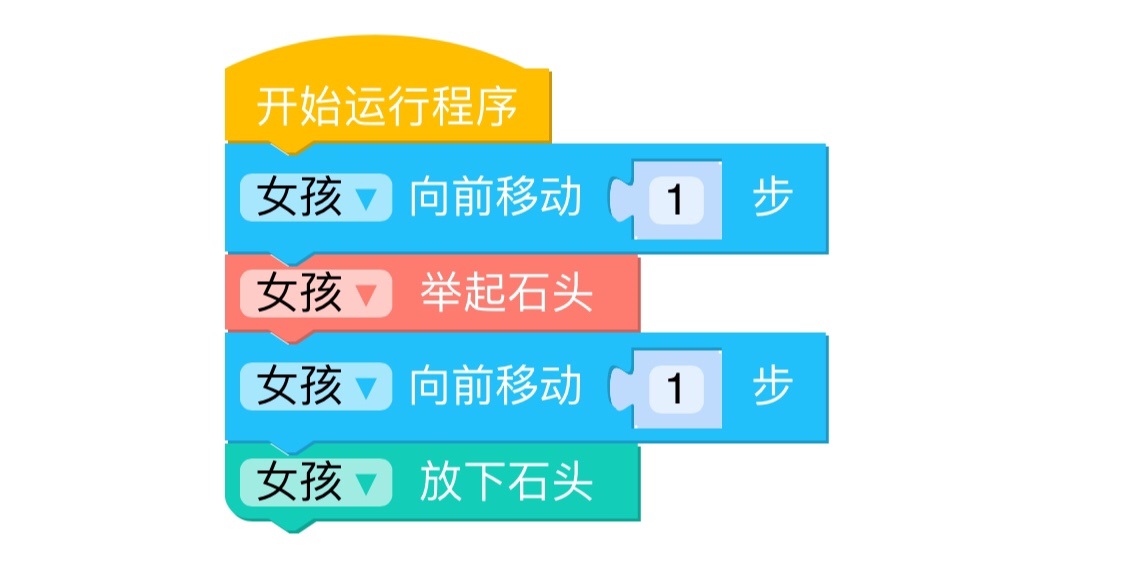 开始运行程序
女孩 向前移动 1 步
女孩 举起石头
女孩 向前移动 1 步
女孩 放下石头